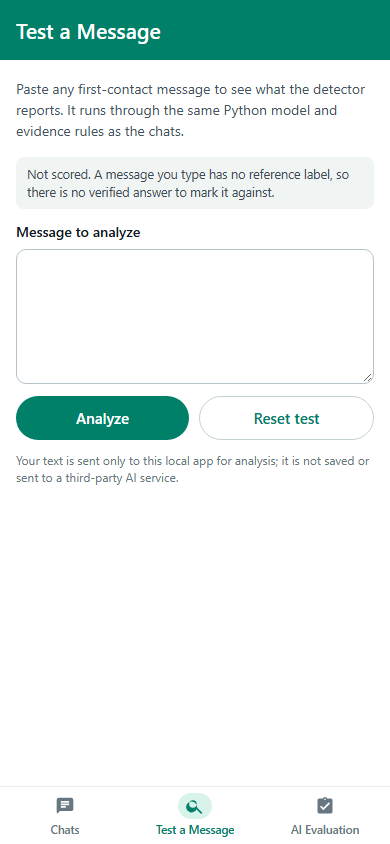 Test a Message
Paste any first-contact message to see what the detector
reports. It runs through the same Python model and
evidence rules as the chats.
Not scored. A message you type has no reference label, so
there is no verified answer to mark it against.
Message to analyze
Analyze
Reset test
Your text is sent only to this local app for analysis; it is not saved or
sent to a third-party AI service.
Chats
Test a Message
AI Evaluation